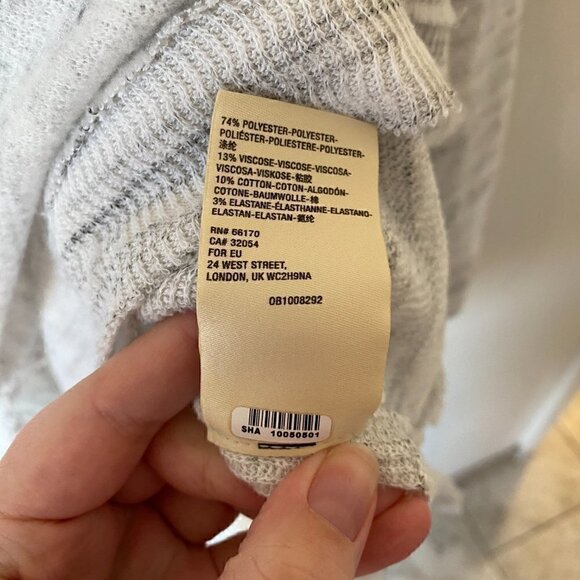 74% POLYESTER-POLYESTER-
POLIÉSTER-POLIESTERE-POLYESTER-
涤纶
13% VISCOSE-VISCOSE-VISCOSA-
VISCOSA-VISKOSE-粘胶
10% COTTON-COTON-ALGODÓN-
COTONE-BAUMWOLLE-棉
3% ELASTANE-ÉLASTHANNE-ELASTANO-
ELASTAN-ELASTAN-氨纶
RN# 66170
CA# 32054
FOR EU
24 WEST STREET,
LONDON, UK WC2H9NA
OB1008292
SHA 10050501